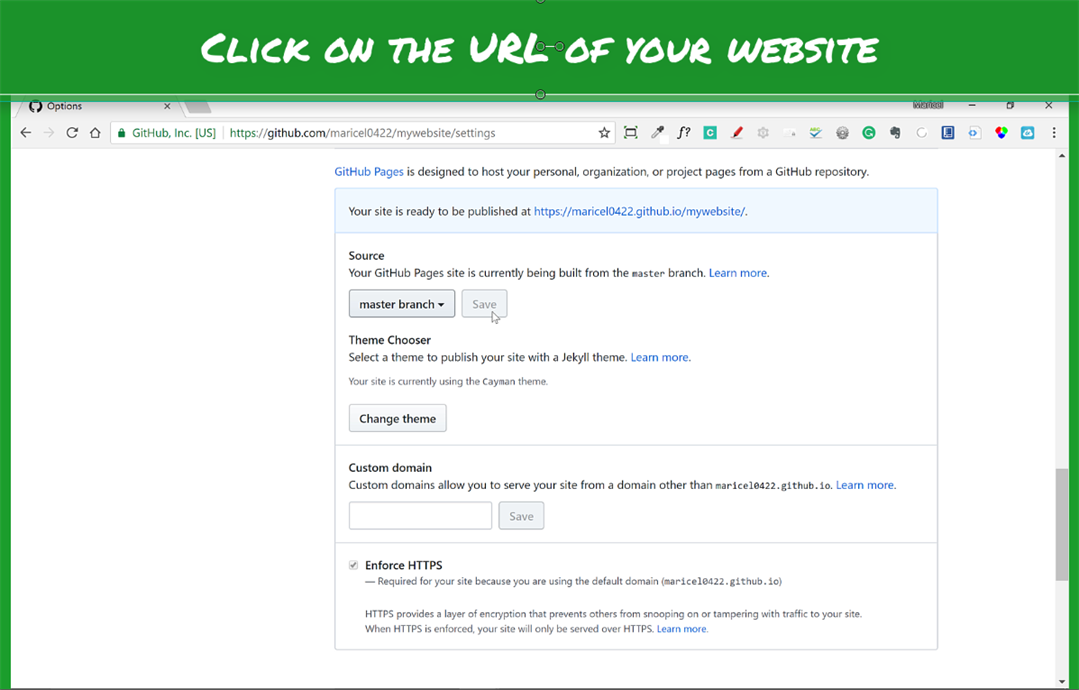 Click on the URL of your website
Options
Maricel
GitHub, Inc. [US] https://github.com/maricel0422/mywebsite/settings
f?
GitHub Pages is designed to host your personal, organization, or project pages from a GitHub repository.
Your site is ready to be published at https://maricel0422.github.io/mywebsite/.
Source
Your GitHub Pages site is currently being built from the master branch. Learn more.
master branch Save
Theme Chooser
Select a theme to publish your site with a Jekyll theme. Learn more.
Your site is currently using the Cayman theme.
Change theme
Custom domain
Custom domains allow you to serve your site from a domain other than maricel0422.github.io. Learn more.
Save
Enforce HTTPS
— Required for your site because you are using the default domain (maricel0422.github.io)
HTTPS provides a layer of encryption that prevents others from snooping on or tampering with traffic to your site.
When HTTPS is enforced, your site will only be served over HTTPS. Learn more.